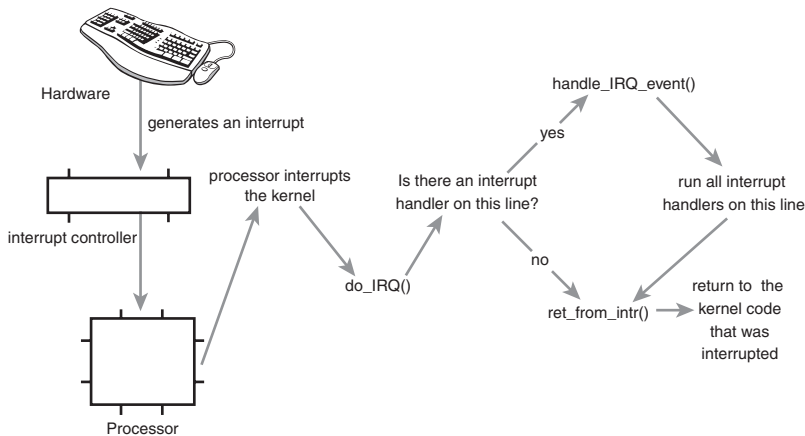 Hardware
generates an interrupt
interrupt controller
Processor
processor interrupts
the kernel
do_IRQ()
Is there an interrupt
handler on this line?
yes
no
handle_IRQ_event()
run all interrupt
handlers on this line
ret_from_intr()
return to the
kernel code
that was
interrupted